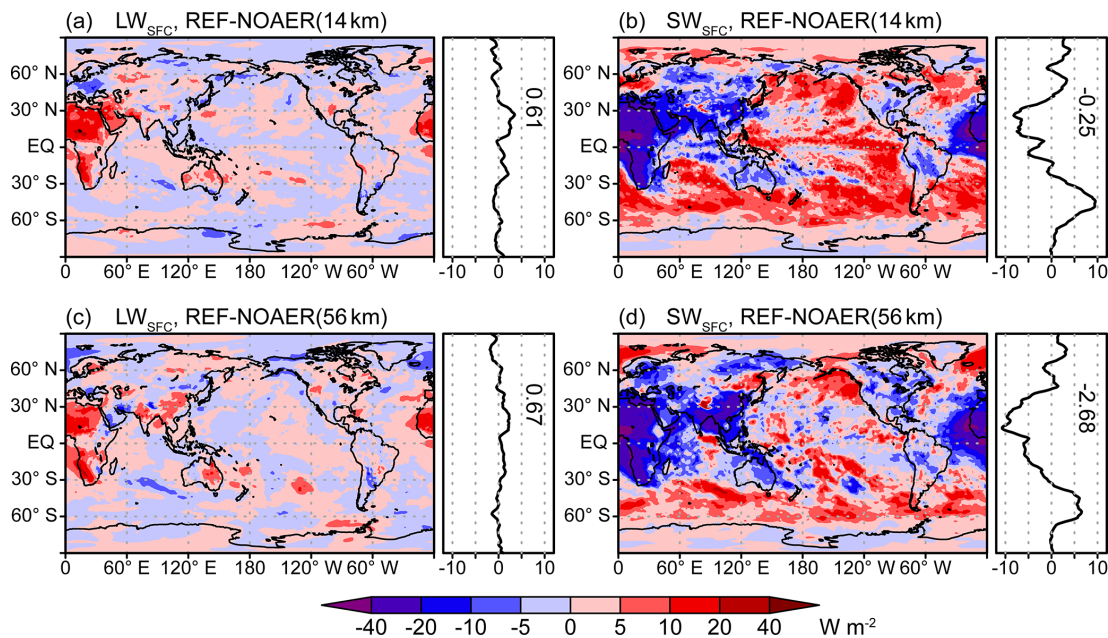 (a) LW_SFC, REF-NOAER(14 km)
60° N
30° N
EQ
30° S
60° S
0 60° E 120° E 180° 120° W 60° W
0.61
-10 0 10
(b) SW_SFC, REF-NOAER(14 km)
60° N
30° N
EQ
30° S
60° S
0 60° E 120° E 180° 120° W 60° W
-0.25
-10 0 10
(c) LW_SFC, REF-NOAER(56 km)
60° N
30° N
EQ
30° S
60° S
0 60° E 120° E 180° 120° W 60° W
0.67
-10 0 10
(d) SW_SFC, REF-NOAER(56 km)
60° N
30° N
EQ
30° S
60° S
0 60° E 120° E 180° 120° W 60° W
-2.68
-10 0 10
-40 -20 -10 -5 0 5 10 20 40 W m⁻²